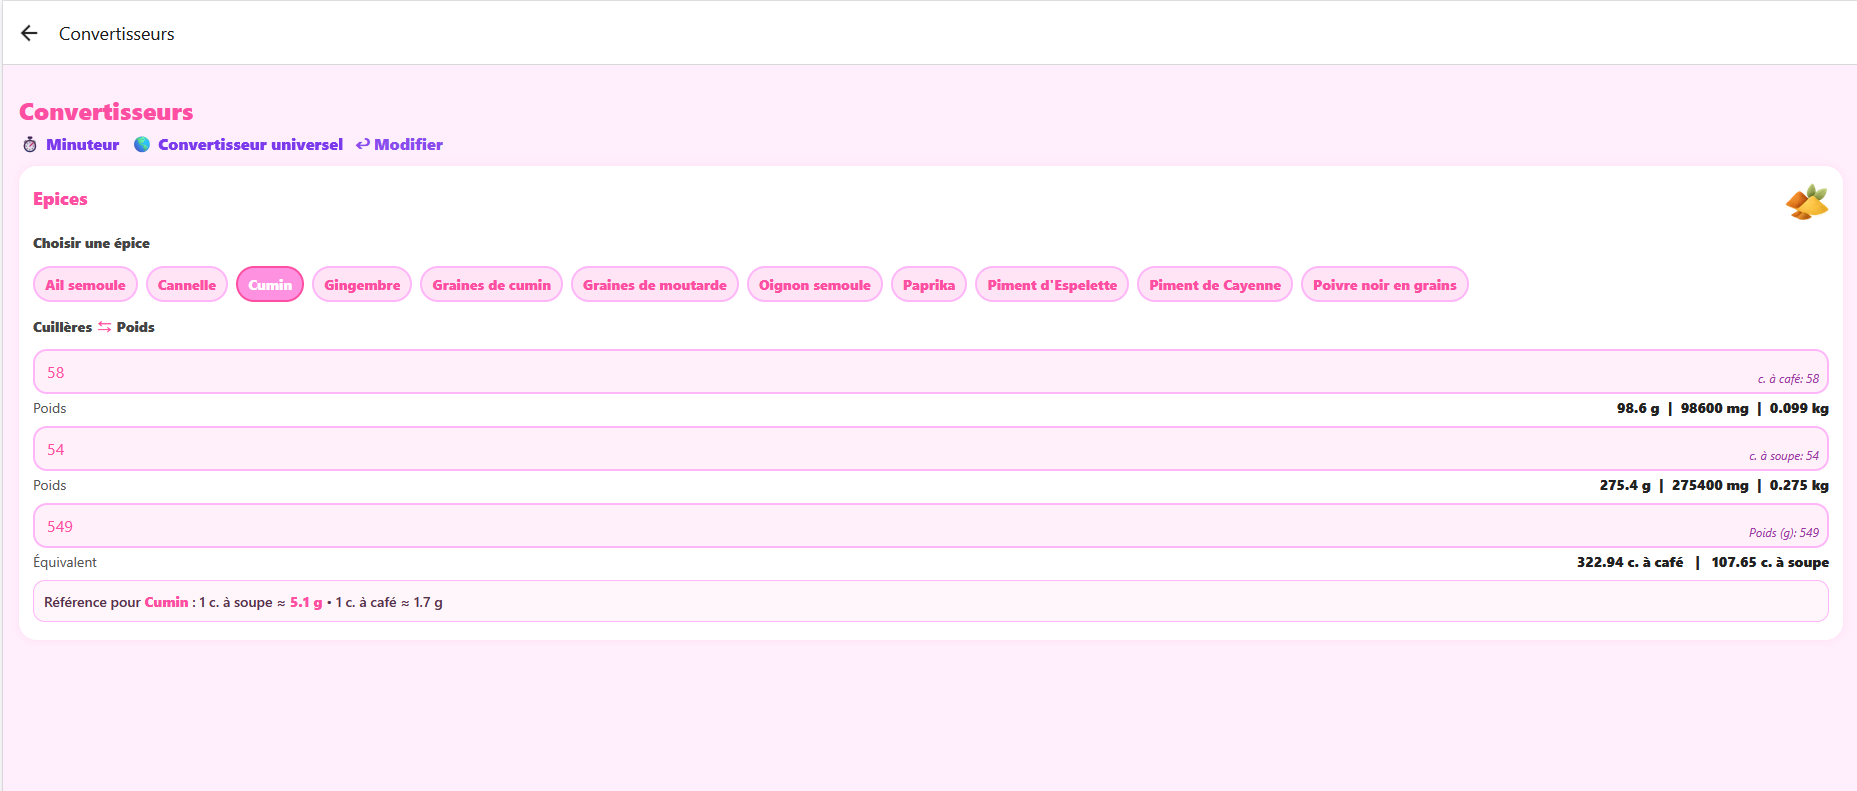 Convertisseurs
Convertisseurs
Minuteur Convertisseur universel Modifier
Epices
Choisir une épice
Ail semoule Cannelle Cumin Gingembre Graines de cumin Graines de moutarde Oignon semoule Paprika Piment d'Espelette Piment de Cayenne Poivre noir en grains
Cuillères ⇆ Poids
58 c. à café: 58
Poids 98.6 g | 98600 mg | 0.099 kg
54 c. à soupe: 54
Poids 275.4 g | 275400 mg | 0.275 kg
549 Poids (g): 549
Équivalent 322.94 c. à café | 107.65 c. à soupe
Référence pour Cumin : 1 c. à soupe ≈ 5.1 g • 1 c. à café ≈ 1.7 g